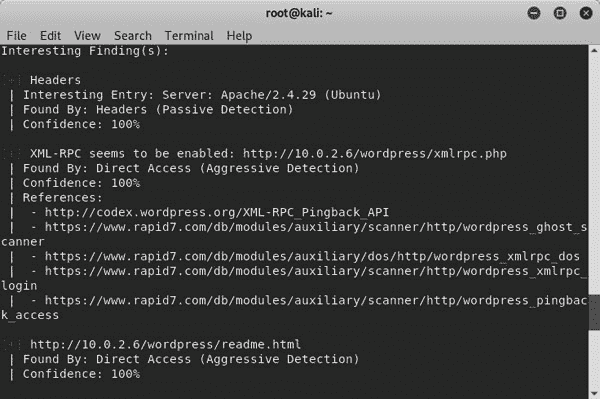 root@kali: ~
File Edit View Search Terminal Help
Interesting Finding(s):
[+] Headers
| Interesting Entry: Server: Apache/2.4.29 (Ubuntu)
| Found By: Headers (Passive Detection)
| Confidence: 100%
[+] XML-RPC seems to be enabled: http://10.0.2.6/wordpress/xmlrpc.php
| Found By: Direct Access (Aggressive Detection)
| Confidence: 100%
| References:
| - http://codex.wordpress.org/XML-RPC_Pingback_API
| - https://www.rapid7.com/db/modules/auxiliary/scanner/http/wordpress_ghost_s
canner
| - https://www.rapid7.com/db/modules/auxiliary/dos/http/wordpress_xmlrpc_dos
| - https://www.rapid7.com/db/modules/auxiliary/scanner/http/wordpress_xmlrpc_
login
| - https://www.rapid7.com/db/modules/auxiliary/scanner/http/wordpress_pingbac
k_access
[+] http://10.0.2.6/wordpress/readme.html
| Found By: Direct Access (Aggressive Detection)
| Confidence: 100%